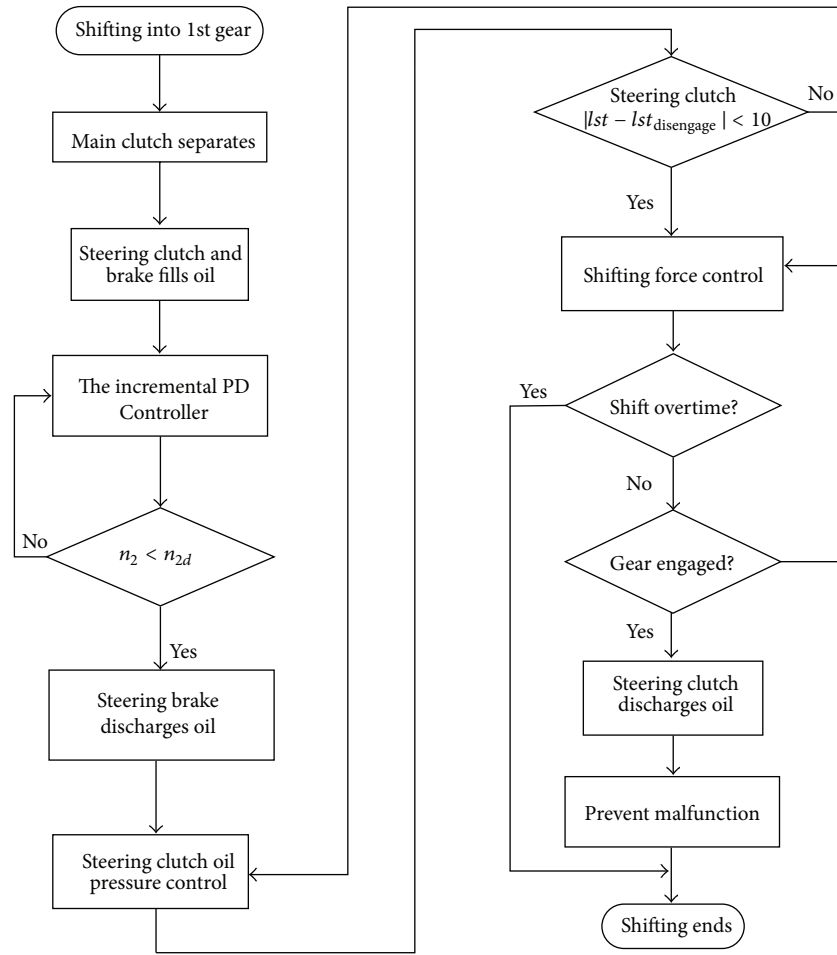 Shifting into 1st gear
Main clutch separates
Steering clutch and
brake fills oil
The incremental PD
Controller
No
n₂ < n₂d
Yes
Steering brake
discharges oil
Steering clutch oil
pressure control
Steering clutch
|lst − lst_disengage| < 10
No
Yes
Shifting force control
Yes
Shift overtime?
No
Gear engaged?
Yes
Steering clutch
discharges oil
Prevent malfunction
Shifting ends